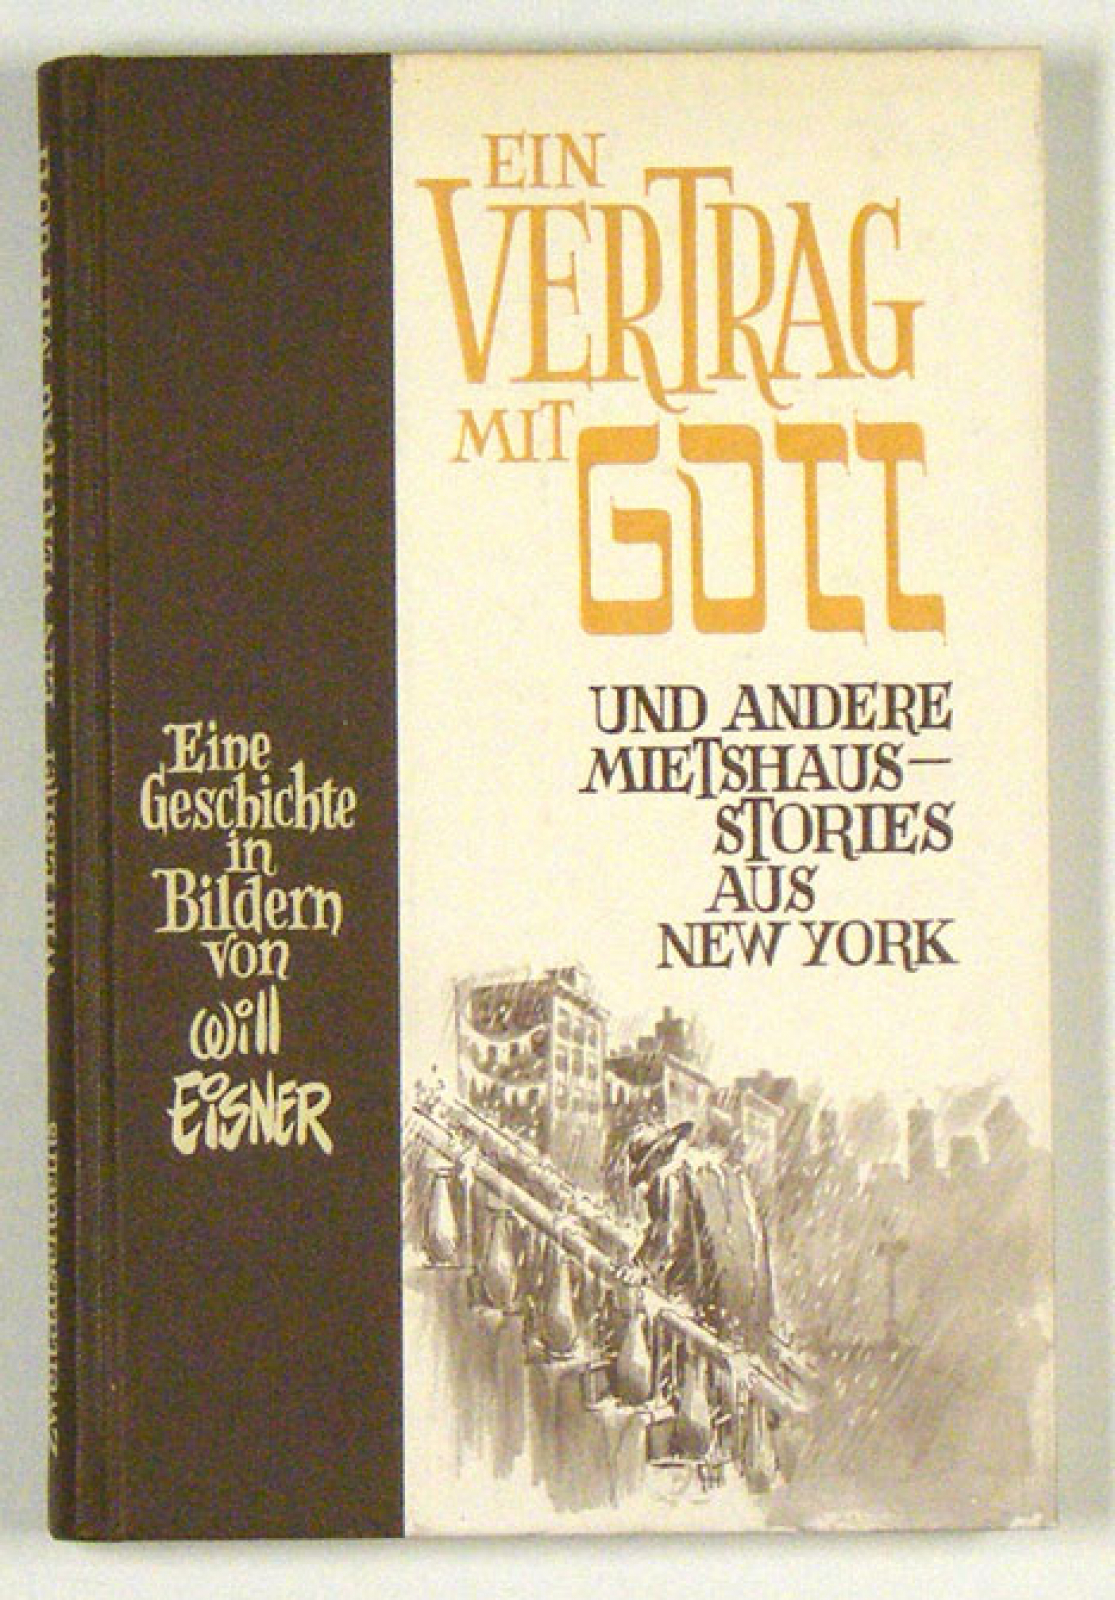 EIN
VERTRAG
MIT GOTT
UND ANDERE
MIETSHAUS—
STORIES
AUS
NEW YORK
Eine
Geschichte
in
Bildern
von
Will
EISNER